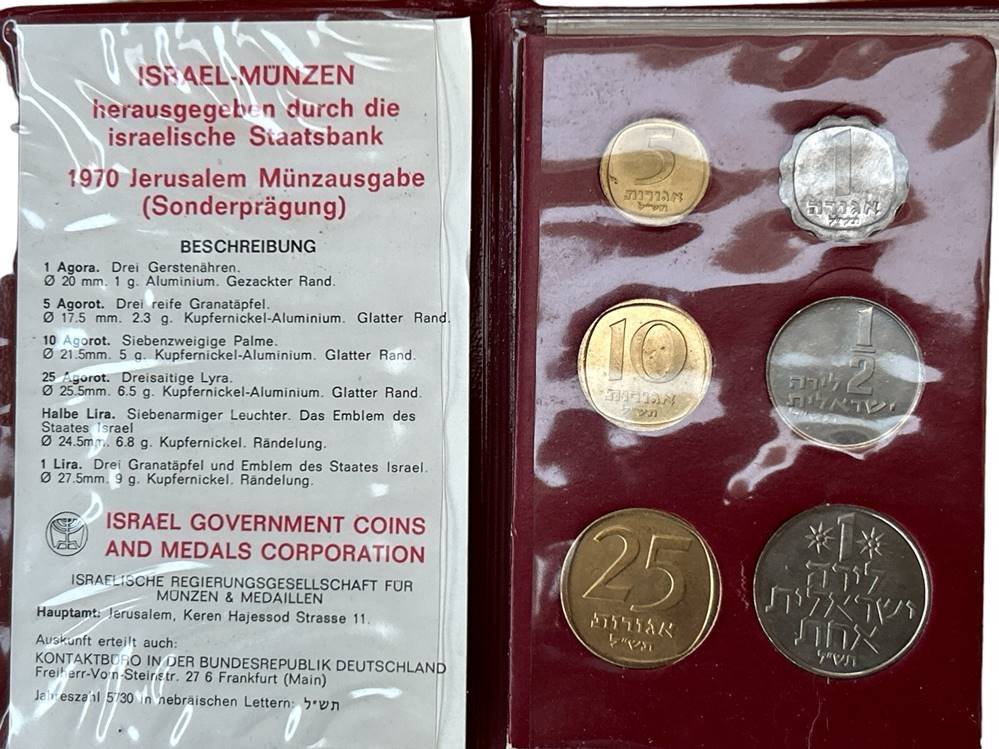 ISRAEL-MÜNZEN
herausgegeben durch die
israelische Staatsbank
1970 Jerusalem Münzausgabe
(Sonderprägung)
BESCHREIBUNG
1 Agora. Drei Gerstenähren.
Ø 20 mm. 1 g. Aluminium. Gezackter Rand.
5 Agorot. Drei reife Granatäpfel.
Ø 17.5 mm. 2.3 g. Kupfernickel-Aluminium. Glatter Rand.
10 Agorot. Siebenzweigige Palme.
Ø 21.5mm. 5 g. Kupfernickel-Aluminium. Glatter Rand.
25 Agorot. Dreisaitige Lyra.
Ø 25.5mm. 6.5 g. Kupfernickel-Aluminium. Glatter Rand.
Halbe Lira. Siebenarmiger Leuchter. Das Emblem des
Staates Israel
Ø 24.5mm. 6.8 g. Kupfernickel. Rändelung.
1 Lira. Drei Granatäpfel und Emblem des Staates Israel.
Ø 27.5mm. 9 g. Kupfernickel. Rändelung.
ISRAEL GOVERNMENT COINS
AND MEDALS CORPORATION
ISRAELISCHE REGIERUNGSGESELLSCHAFT FÜR
MÜNZEN & MEDAILLEN
Hauptamt: Jerusalem, Keren Hajessod Strasse 11.
Auskunft erteilt auch:
KONTAKTBÜRO IN DER BUNDESREPUBLIK DEUTSCHLAND
Freiherr-Vom-Steinstr. 27 6 Frankfurt (Main)
Jahreszahl 5730 in hebräischen Lettern: תש״ל
5
אגורות
תש״ל
1
אגורה
תש״ל
10
אגורות
תש״ל
1/2
לירה
ישראלית
25
אגורות
תש״ל
1
לירה
ישראלית
אחת
תש״ל